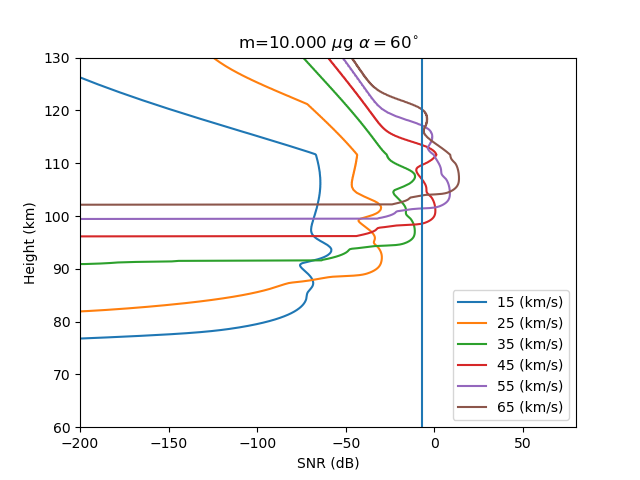 m=10.000 μg α = 60°
130
120
110
100
90
80
70
60
Height (km)
−200
−150
−100
−50
0
50
SNR (dB)
15 (km/s)
25 (km/s)
35 (km/s)
45 (km/s)
55 (km/s)
65 (km/s)